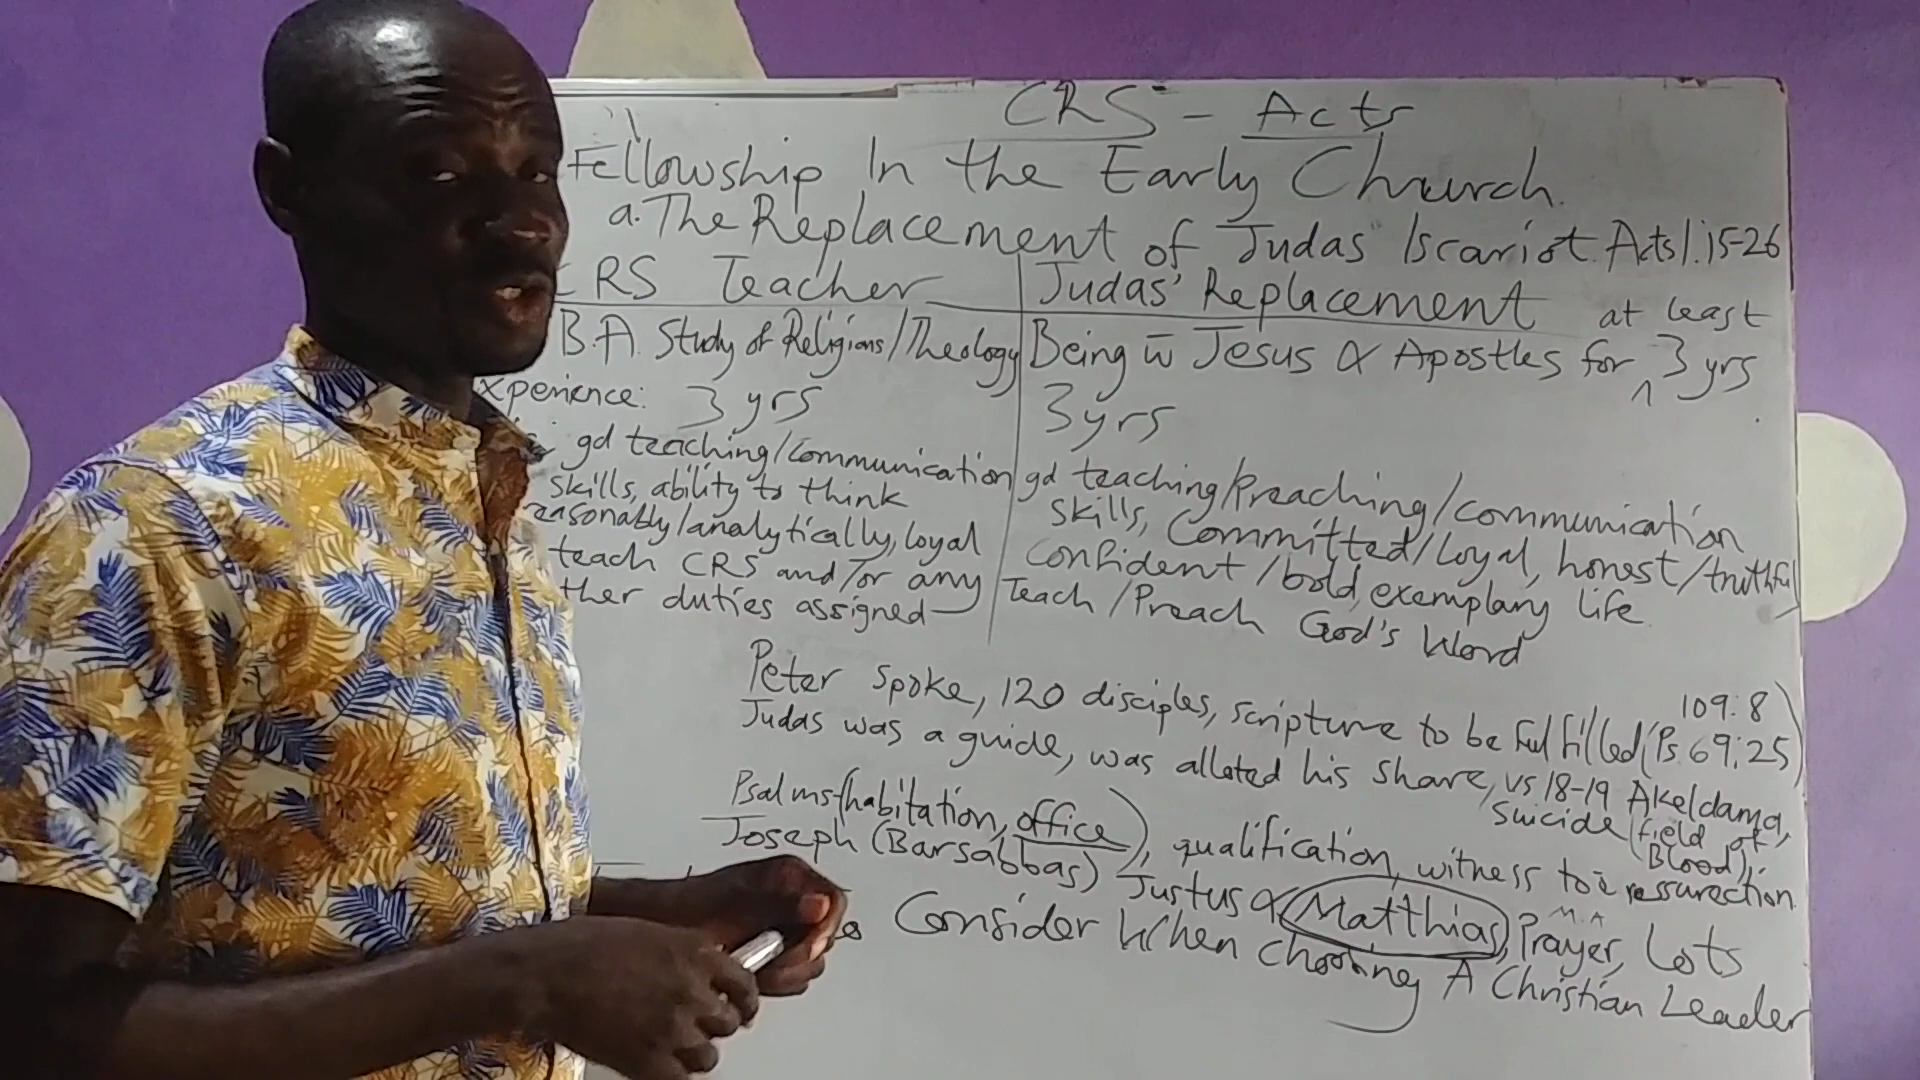 CRS - Acts
Fellowship In the Early Church.
a. The Replacement of Judas Iscariot. Acts 1:15-26
CRS Teacher
B.A. Study of Religions/Theology
xperience: 3 yrs
gd teaching/communication
skills, ability to think
easonably/analytically, loyal
teach CRS and/or any
ther duties assigned
Judas' Replacement
at least
Being w̄ Jesus & Apostles for ^ 3 yrs
3 yrs
gd teaching/preaching/communication
skills, Committed/loyal, honest/truthful
confident/bold, exemplary life.
Teach/Preach God's Word
Peter spoke, 120 disciples, scripture to be fulfilled (Ps. 69:25)
109:8
Judas was a guide, was alloted his share, vs 18-19 Akeldama,
suicide (field of
Blood),
Psalms (habitation, office), qualification, witness to ressurection.
Joseph (Barsabbas) Justus & Matthias, Prayer, Lots
M.A
Consider When choosing A Christian Leader